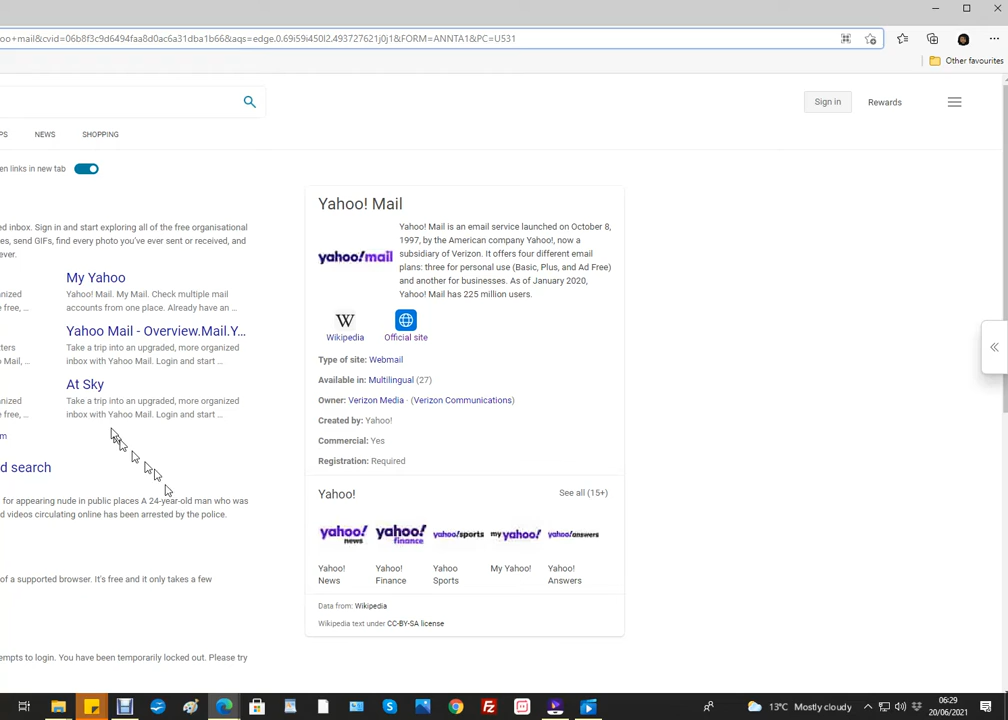 oo+mail&cvid=06b8f3c9d6494faa8d0ac6a31dba1b66&aqs=edge.0.69i59i450l2.493727621j0j1&FORM=ANNTA1&PC=U531
Other favourites
Sign in
Rewards
PS
NEWS
SHOPPING
en links in new tab
ed inbox. Sign in and start exploring all of the free organisational
es, send GIFs, find every photo you've ever sent or received, and
ever.
My Yahoo
anized
Yahoo! Mail. My Mail. Check multiple mail
e free, ...
accounts from one place. Already have an ...
Yahoo Mail - Overview.Mail.Y...
tters
Take a trip into an upgraded, more organized
o Mail, ...
inbox with Yahoo Mail. Login and start ...
At Sky
anized
Take a trip into an upgraded, more organized
e free, ...
inbox with Yahoo Mail. Login and start ...
m
d search
for appearing nude in public places A 24-year-old man who was
d videos circulating online has been arrested by the police.
of a supported browser. It's free and it only takes a few
empts to login. You have been temporarily locked out. Please try
Yahoo! Mail
yahoo!mail
Yahoo! Mail is an email service launched on October 8,
1997, by the American company Yahoo!, now a
subsidiary of Verizon. It offers four different email
plans: three for personal use (Basic, Plus, and Ad Free)
and another for businesses. As of January 2020,
Yahoo! Mail has 225 million users.
W
Wikipedia
Official site
Type of site: Webmail
Available in: Multilingual (27)
Owner: Verizon Media · (Verizon Communications)
Created by: Yahoo!
Commercial: Yes
Registration: Required
Yahoo!
See all (15+)
yahoo! news
yahoo! finance
yahoo!sports
my yahoo!
yahoo!answers
Yahoo! News
Yahoo! Finance
Yahoo Sports
My Yahoo!
Yahoo! Answers
Data from: Wikipedia
Wikipedia text under CC-BY-SA license
13°C Mostly cloudy
06:29
20/06/2021